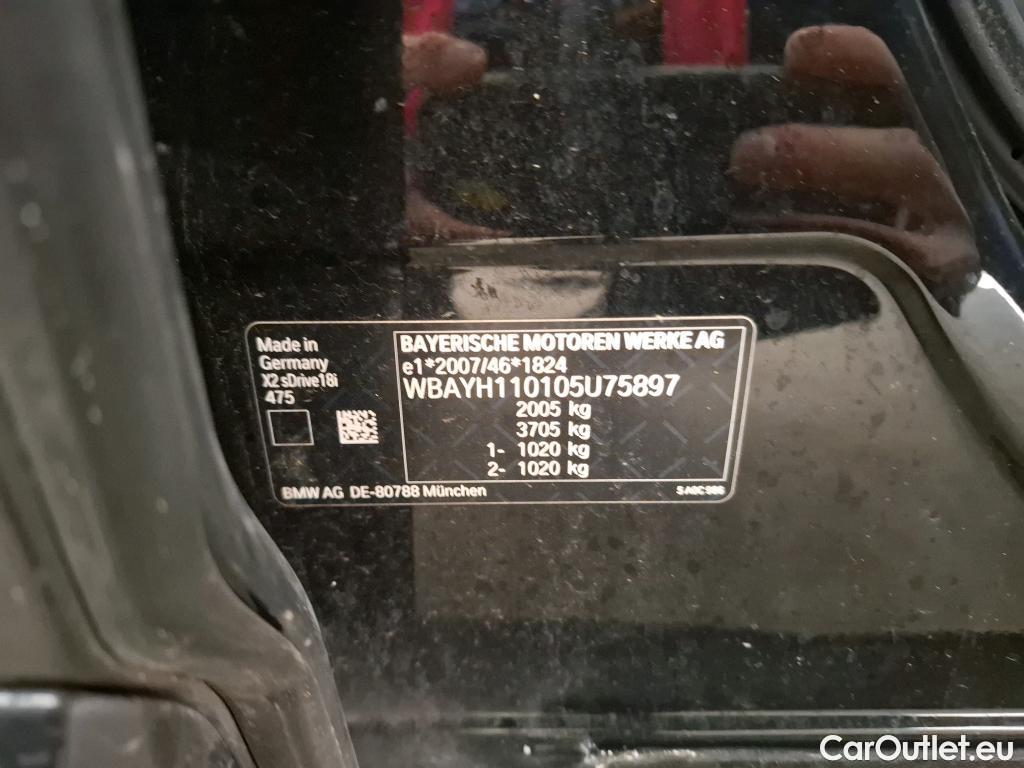 Made in
Germany
X2 sDrive18i
475
BAYERISCHE MOTOREN WERKE AG
e1*2007/46*1824
WBAYH110105U75897
2005 kg
3705 kg
1- 1020 kg
2- 1020 kg
BMW AG DE-80788 München
CarOutlet.eu